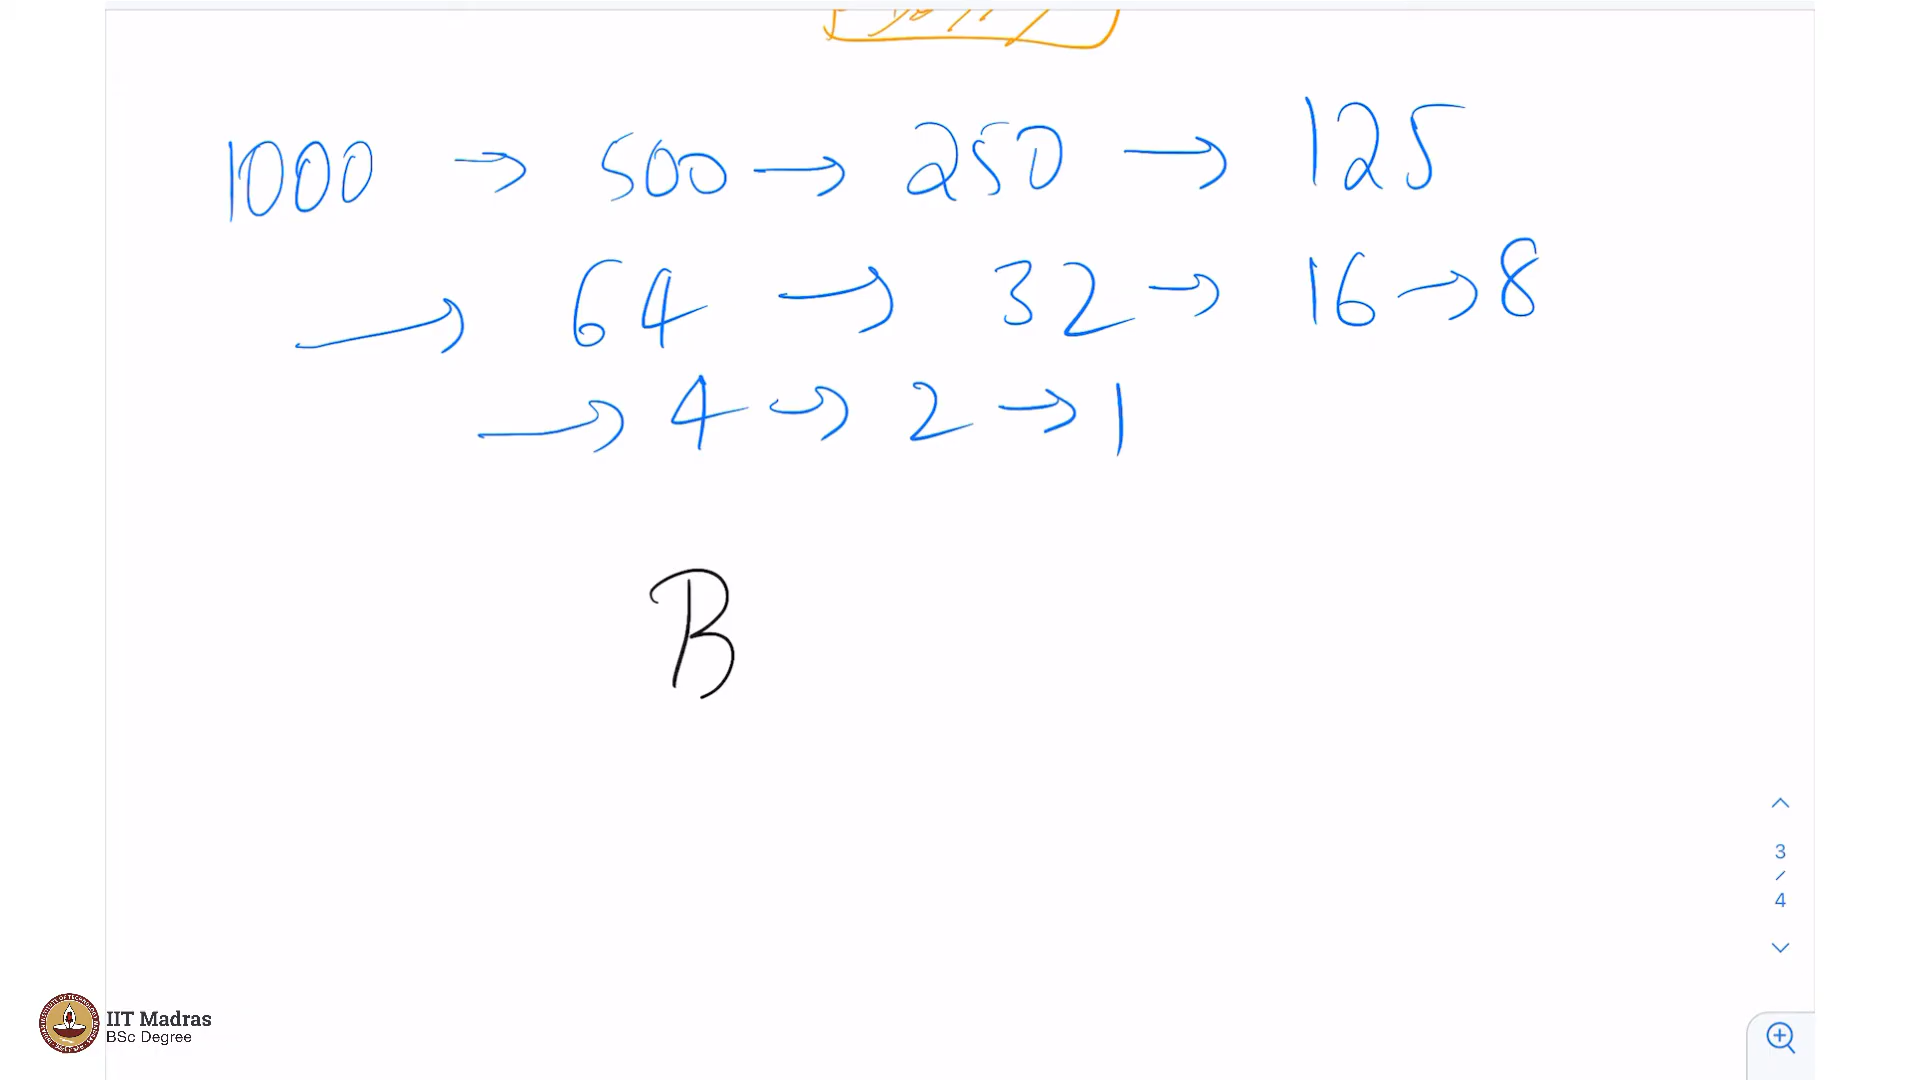 1000 → 500 → 250 → 125
→ 64 → 32 → 16 → 8
→ 4 → 2 → 1
B
3
/
4
IIT Madras
BSc Degree